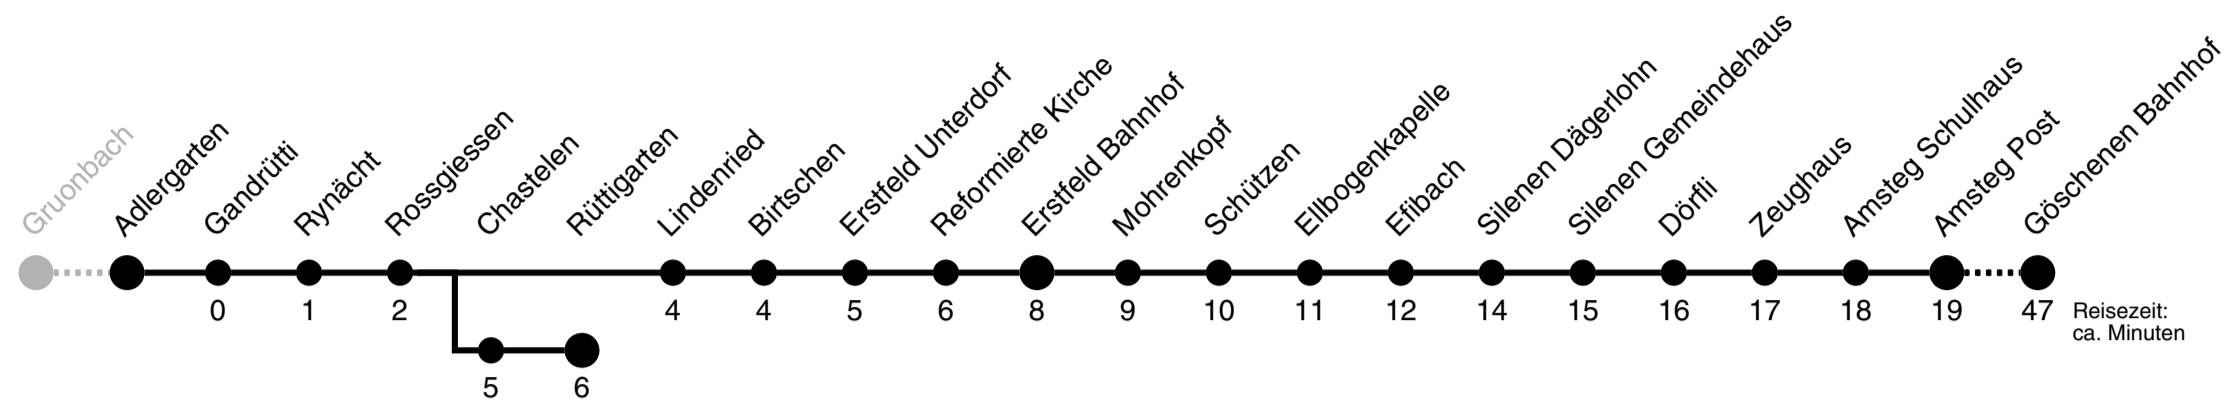 Gruonbach
Adlergarten
Gandrütti
Rynächt
Rossgiessen
Chastelen
Rüttigarten
Lindenried
Birtschen
Erstfeld Unterdorf
Reformierte Kirche
Erstfeld Bahnhof
Mohrenkopf
Schützen
Ellbogenkapelle
Efibach
Silenen Dägerlohn
Silenen Gemeindehaus
Dörfli
Zeughaus
Amsteg Schulhaus
Amsteg Post
Göschenen Bahnhof
0 1 2 4 4 5 6 8 9 10 11 12 14 15 16 17 18 19 47 Reisezeit:
ca. Minuten
5 6